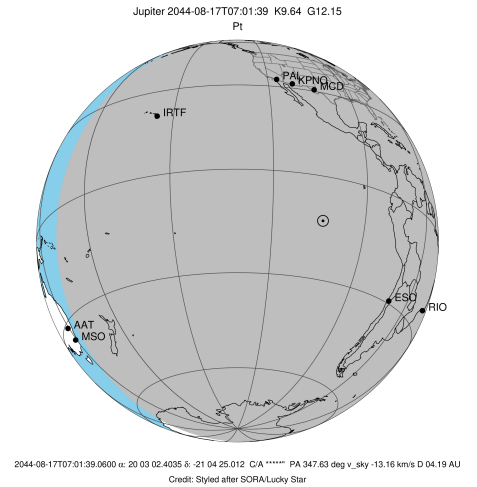 Jupiter 2044-08-17T07:01:39 K9.64 G12.15
Pt
PAL KPNO
MCD
IRTF
ESO
RIO
AAT
MSO
2044-08-17T07:01:39.0600 α: 20 03 02.4035 δ: -21 04 25.012 C/A *****" PA 347.63 deg v_sky -13.16 km/s D 04.19 AU
Credit: Styled after SORA/Lucky Star